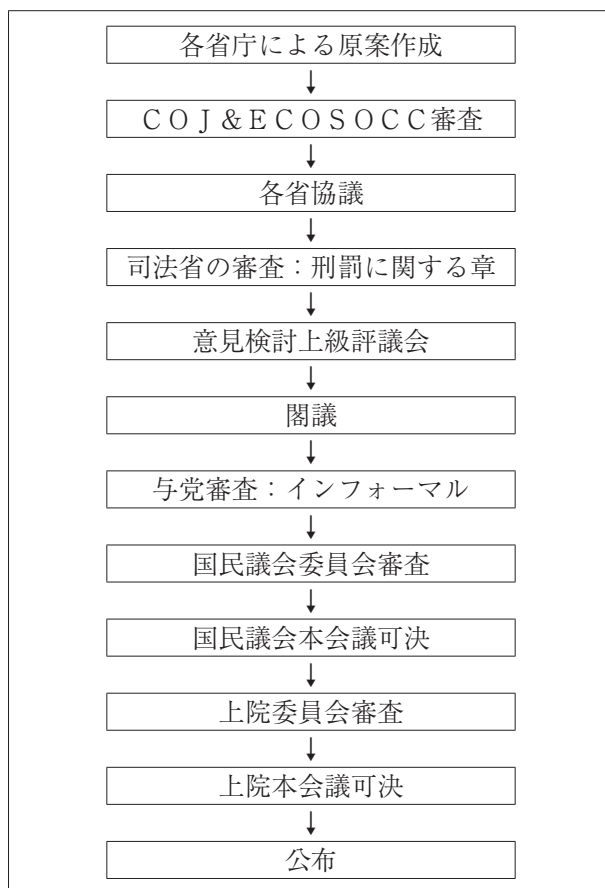 各省庁による原案作成
↓
ＣＯＪ＆ＥＣＯＳＯＣＣ審査
↓
各省協議
↓
司法省の審査：刑罰に関する章
↓
意見検討上級評議会
↓
閣議
↓
与党審査：インフォーマル
↓
国民議会委員会審査
↓
国民議会本会議可決
↓
上院委員会審査
↓
上院本会議可決
↓
公布